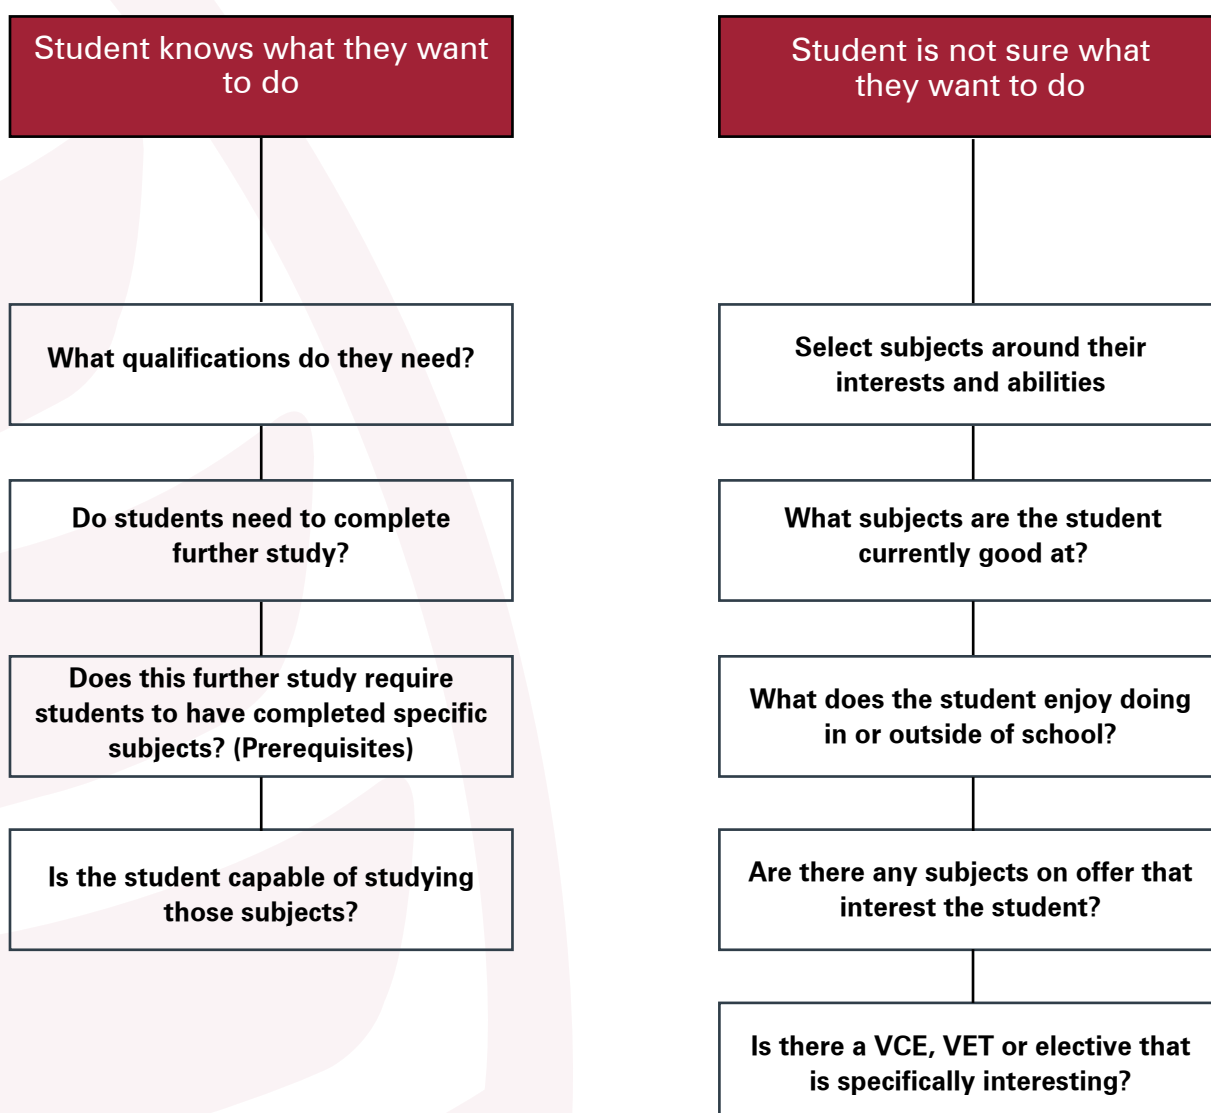 Student knows what they want
to do
What qualifications do they need?
Do students need to complete
further study?
Does this further study require
students to have completed specific
subjects? (Prerequisites)
Is the student capable of studying
those subjects?
Student is not sure what
they want to do
Select subjects around their
interests and abilities
What subjects are the student
currently good at?
What does the student enjoy doing
in or outside of school?
Are there any subjects on offer that
interest the student?
Is there a VCE, VET or elective that
is specifically interesting?